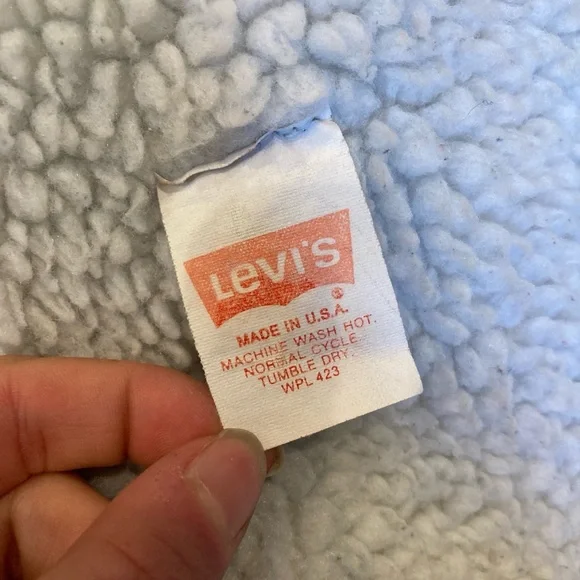 Levi's
®
MADE IN U.S.A.
MACHINE WASH HOT.
NORMAL CYCLE.
TUMBLE DRY.
WPL 423